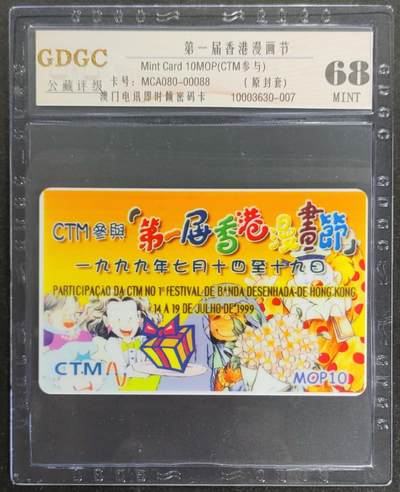 GDGC
公藏评级
第一届香港漫画节
Mint Card 10MOP(CTM参与)
卡号: MCA080-00088 (原封套)
澳门电讯即时倾密码卡 10003630-007
68
MINT
CTM參與「第一屆香港漫畫節」
一九九九年七月十四至十九日
PARTICIPAÇÃO DA CTM NO 1º FESTIVAL DE BANDA DESENHADA DE HONG KONG
14 A 19 DE JULHO DE 1999
CTM
MOP10